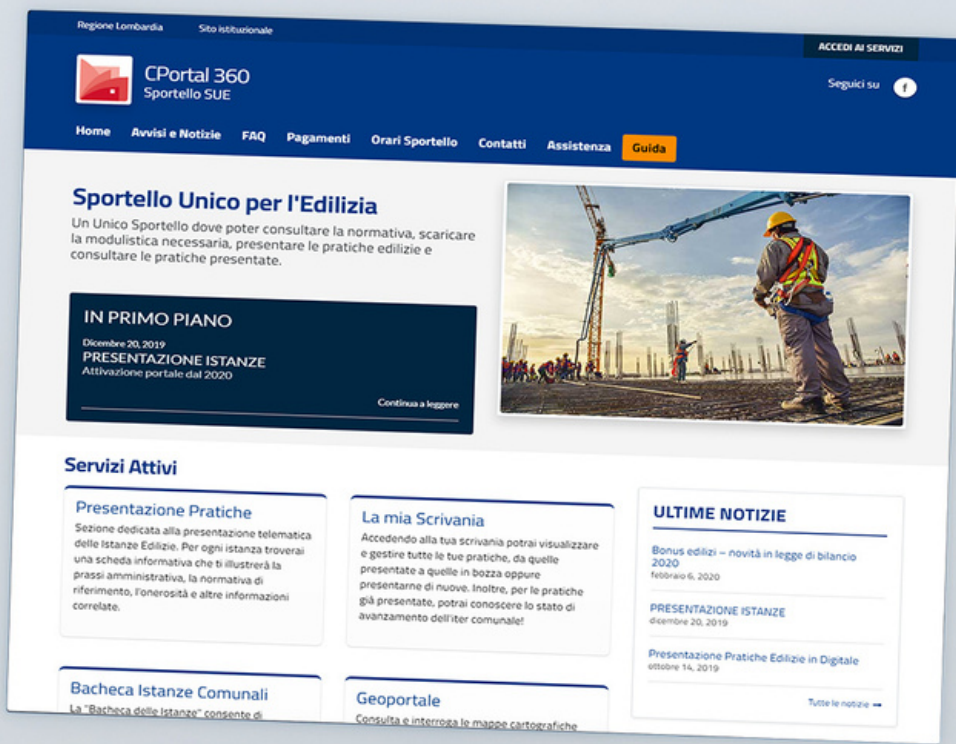 Regione Lombardia
Sito istituzionale
ACCEDI AI SERVIZI
CPortal 360
Sportello SUE
Seguici su
f
Home
Avvisi e Notizie
FAQ
Pagamenti
Orari Sportello
Contatti
Assistenza
Guida
Sportello Unico per l'Edilizia
Un Unico Sportello dove poter consultare la normativa, scaricare
la modulistica necessaria, presentare le pratiche edilizie e
consultare le pratiche presentate.
IN PRIMO PIANO
Dicembre 20, 2019
PRESENTAZIONE ISTANZE
Attivazione portale dal 2020
Continua a leggere
Servizi Attivi
Presentazione Pratiche
Sezione dedicata alla presentazione telematica
delle Istanze Edilizie. Per ogni istanza troverai
una scheda informativa che ti illustrerà la
prassi amministrativa, la normativa di
riferimento, l'onerosità e altre informazioni
correlate.
La mia Scrivania
Accedendo alla tua scrivania potrai visualizzare
e gestire tutte le tue pratiche, da quelle
presentate a quelle in bozza oppure
presentarne di nuove. Inoltre, per le pratiche
già presentate, potrai conoscere lo stato di
avanzamento dell'iter comunale!
ULTIME NOTIZIE
Bonus edilizi – novità in legge di bilancio
2020
febbraio 6, 2020
PRESENTAZIONE ISTANZE
dicembre 20, 2019
Presentazione Pratiche Edilizie in Digitale
ottobre 14, 2019
Tutte le notizie ➞
Bacheca Istanze Comunali
La "Bacheca delle Istanze" consente di
Geoportale
Consulta e interroga le mappe cartografiche